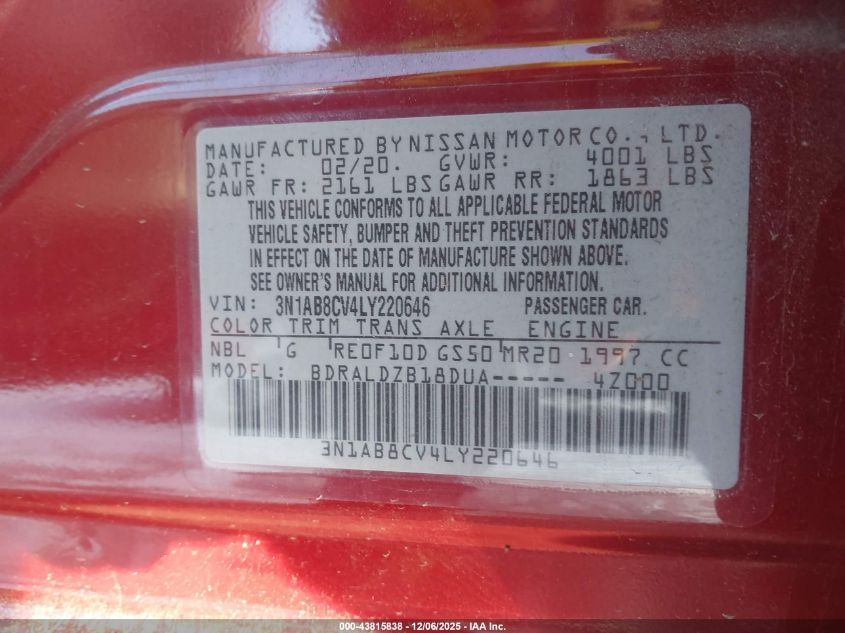 MANUFACTURED BY NISSAN MOTOR CO., LTD.
DATE: 02/20. GVWR: 4001 LBS
GAWR FR: 2161 LBS GAWR RR: 1863 LBS
THIS VEHICLE CONFORMS TO ALL APPLICABLE FEDERAL MOTOR
VEHICLE SAFETY, BUMPER AND THEFT PREVENTION STANDARDS
IN EFFECT ON THE DATE OF MANUFACTURE SHOWN ABOVE.
SEE OWNER'S MANUAL FOR ADDITIONAL INFORMATION.
VIN: 3N1AB8CV4LY220646 PASSENGER CAR.
COLOR TRIM TRANS AXLE ENGINE
NBL G RE0F10D GS50 MR20 1997 CC
MODEL: BDRALDZB18DUA----- 4Z000
3N1AB8CV4LY220646
000-43815838 - 12/06/2025 - IAA Inc.